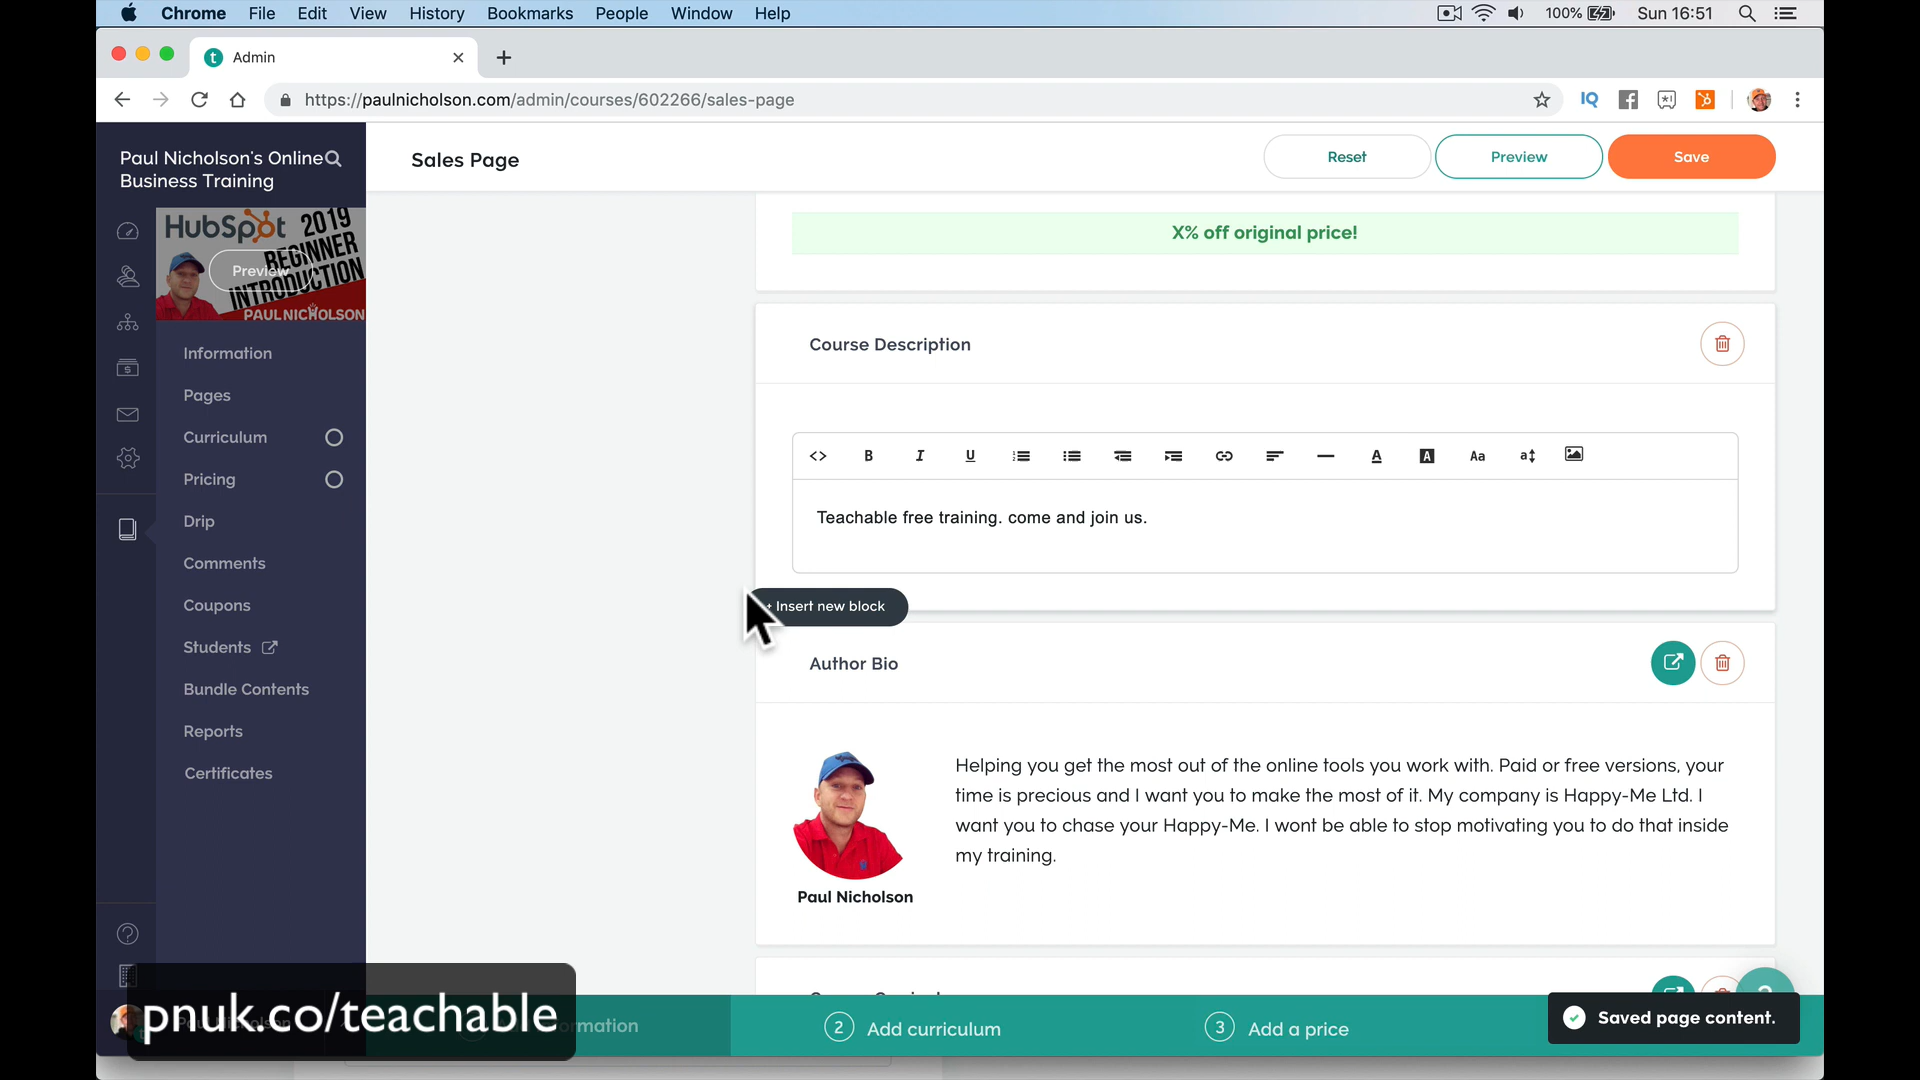 Chrome File Edit View History Bookmarks People Window Help 100% Sun 16:51
t Admin
https://paulnicholson.com/admin/courses/602266/sales-page IQ
Paul Nicholson's Online
Business Training
Sales Page
Reset
Preview
Save
HubSpot 2019
BEGINNER
INTRODUCTION
PAUL NICHOLSON
Preview
X% off original price!
Information
Pages
Curriculum
Pricing
Drip
Comments
Coupons
Students
Bundle Contents
Reports
Certificates
Course Description
<> B I U A A Aa a
Teachable free training. come and join us.
Insert new block
Author Bio
Helping you get the most out of the online tools you work with. Paid or free versions, your
time is precious and I want you to make the most of it. My company is Happy-Me Ltd. I
want you to chase your Happy-Me. I wont be able to stop motivating you to do that inside
my training.
Paul Nicholson
pnuk.co/teachable
2 Add curriculum
3 Add a price
Saved page content.